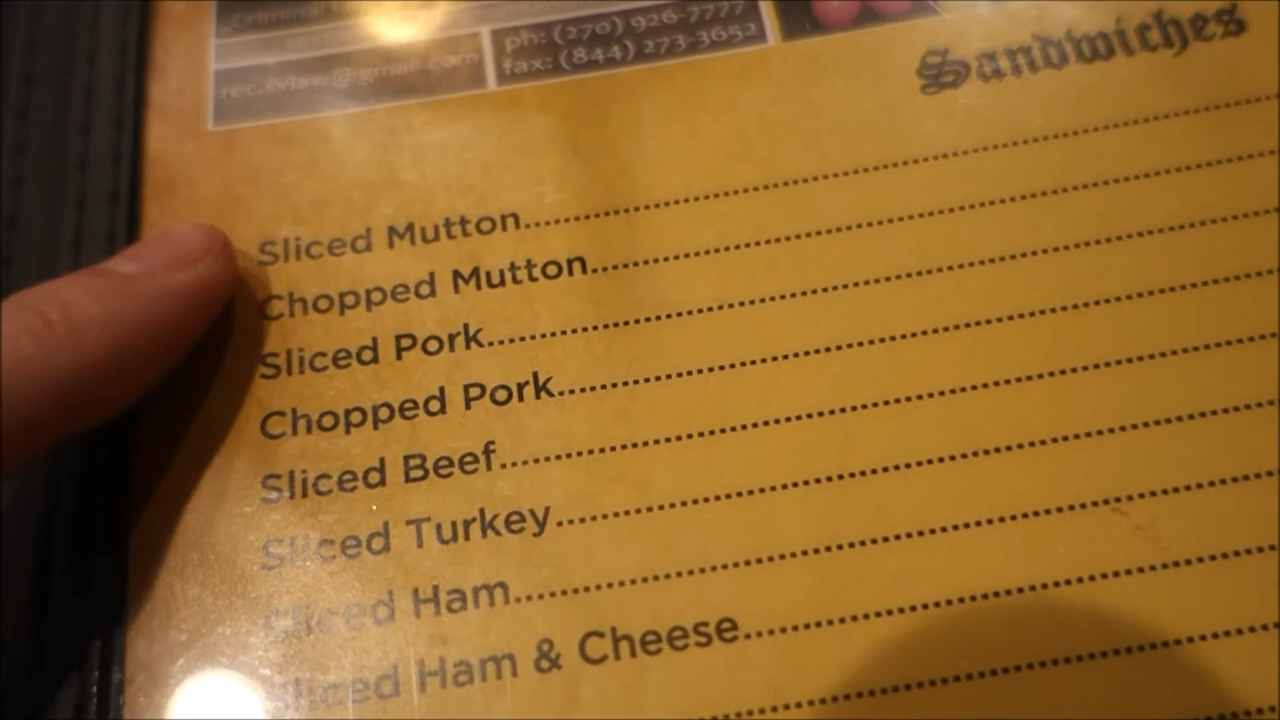 Criminal
ph: (270) 926-7777
fax: (844) 273-3652
Sandwiches
Sliced Mutton
Chopped Mutton
Sliced Pork
Chopped Pork
Sliced Beef
Sliced Turkey
Sliced Ham
Sliced Ham & Cheese